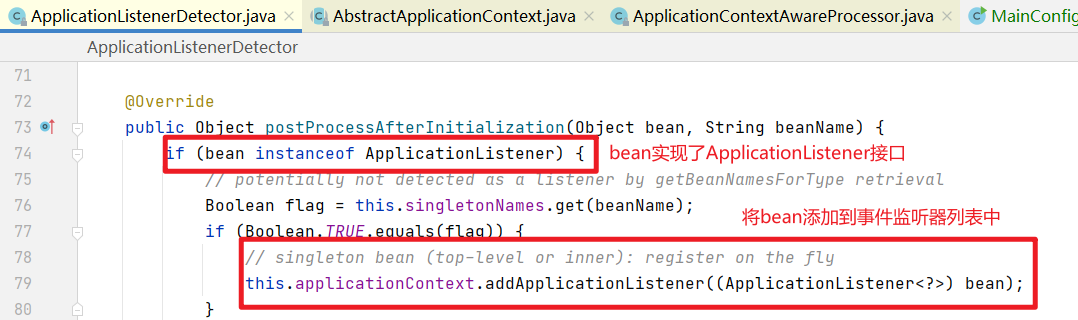 ApplicationListenerDetector.java × AbstractApplicationContext.java × ApplicationContextAwareProcessor.java × MainConfig
ApplicationListenerDetector
71
72 @Override
73 public Object postProcessAfterInitialization(Object bean, String beanName) {
74 if (bean instanceof ApplicationListener) { bean实现了ApplicationListener接口
75 // potentially not detected as a listener by getBeanNamesForType retrieval
76 Boolean flag = this.singletonNames.get(beanName);
将bean添加到事件监听器列表中
77 if (Boolean.TRUE.equals(flag)) {
78 // singleton bean (top-level or inner): register on the fly
79 this.applicationContext.addApplicationListener((ApplicationListener<?>) bean);
80 }